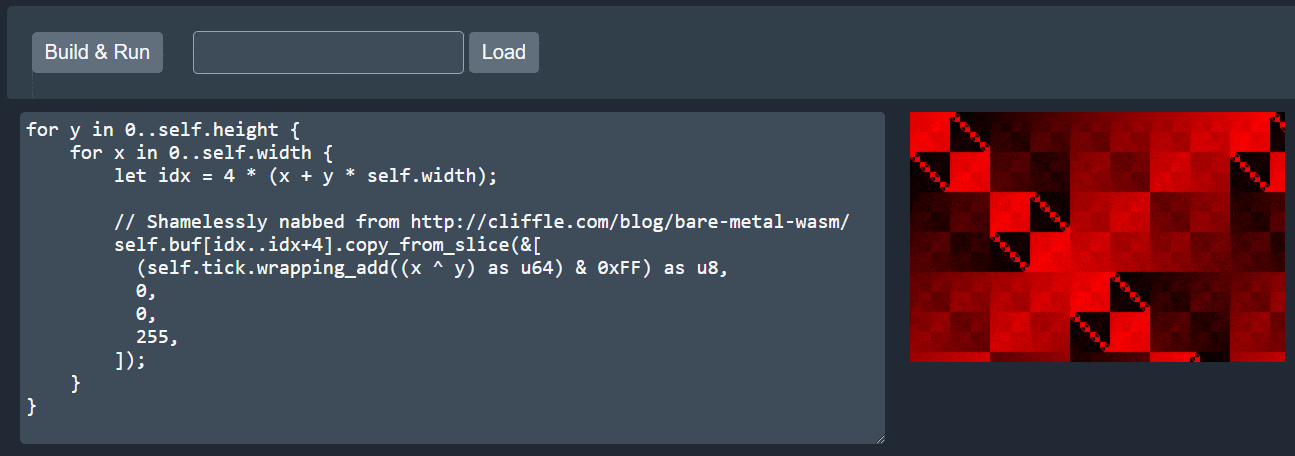 Build & Run
Load
for y in 0..self.height {
    for x in 0..self.width {
        let idx = 4 * (x + y * self.width);

        // Shamelessly nabbed from http://cliffle.com/blog/bare-metal-wasm/
        self.buf[idx..idx+4].copy_from_slice(&[
          (self.tick.wrapping_add((x ^ y) as u64) & 0xFF) as u8,
          0,
          0,
          255,
        ]);
    }
}